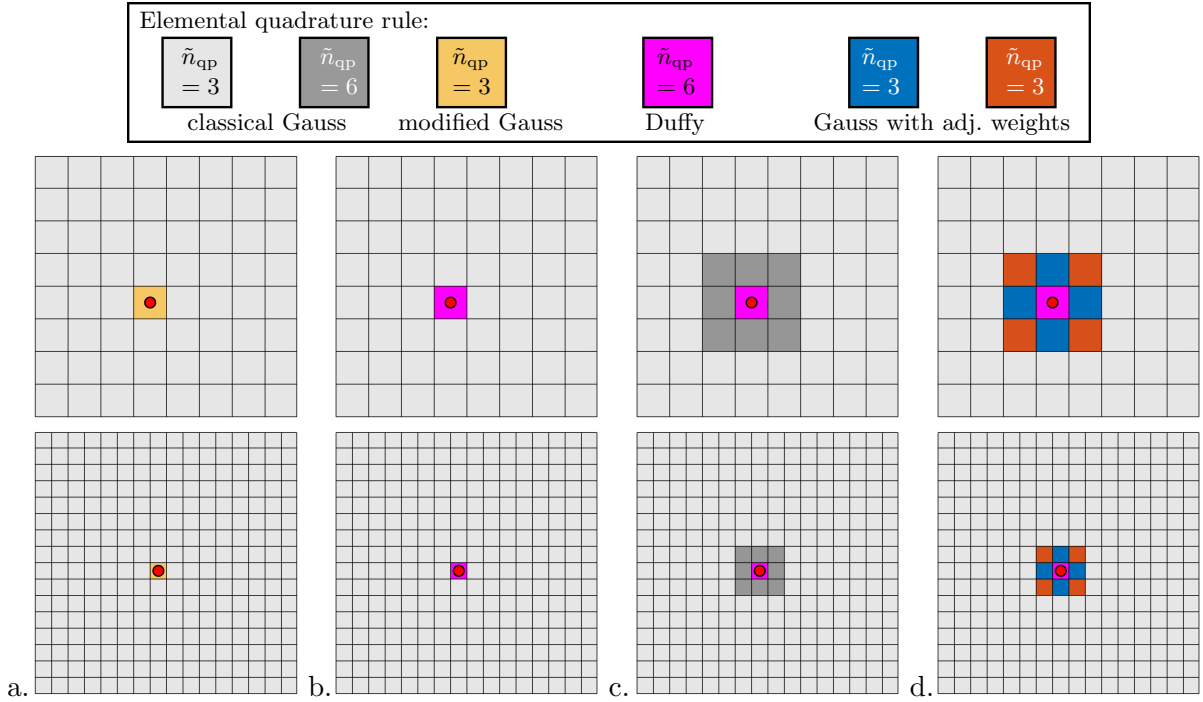 Elemental quadrature rule:
ñqp ñqp ñqp ñqp ñqp ñqp
= 3 = 6 = 3 = 6 = 3 = 3
classical Gauss modified Gauss Duffy Gauss with adj. weights
a. b. c. d.